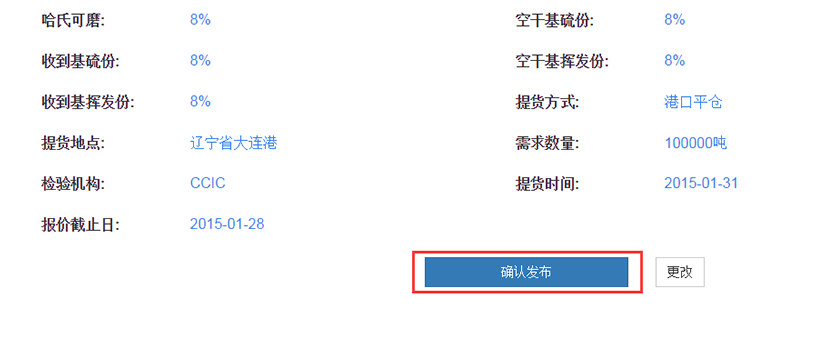 哈氏可磨: 8% 空干基硫份: 8%
收到基硫份: 8% 空干基挥发份: 8%
收到基挥发份: 8% 提货方式: 港口平仓
提货地点: 辽宁省大连港 需求数量: 100000吨
检验机构: CCIC 提货时间: 2015-01-31
报价截止日: 2015-01-28
确认发布 更改